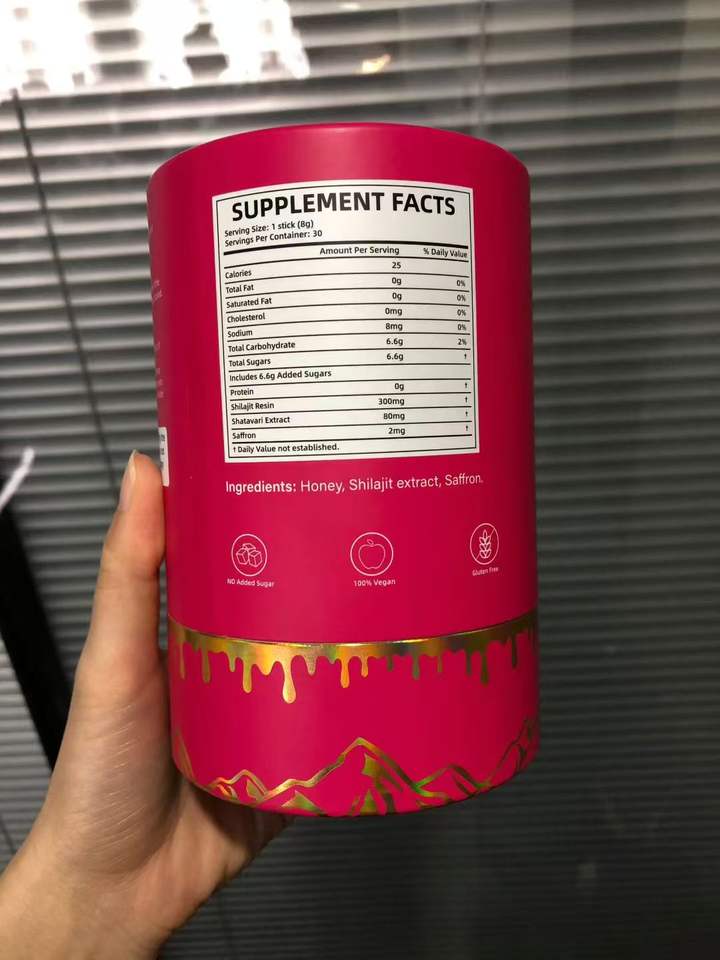 SUPPLEMENT FACTS
Serving Size: 1 stick (8g)
Servings Per Container: 30
Amount Per Serving % Daily Value
Calories 25
Total Fat 0g 0%
Saturated Fat 0g 0%
Cholesterol 0mg 0%
Sodium 8mg 0%
Total Carbohydrate 6.6g 2%
Total Sugars 6.6g †
Includes 6.6g Added Sugars
Protein 0g †
Shilajit Resin 300mg †
Shatavari Extract 80mg †
Saffron 2mg †
† Daily Value not established.
Ingredients: Honey, Shilajit extract, Saffron.
NO Added Sugar
100% Vegan
Gluten Free